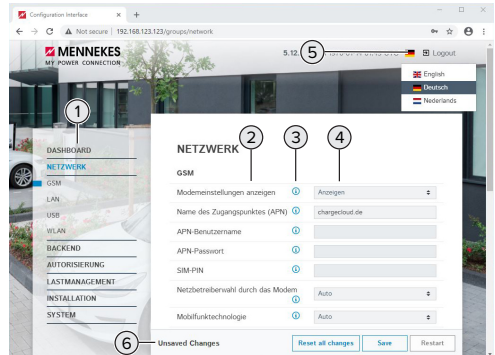 Configuration Interface
Not secure | 192.168.123.123/groups/network
MENNEKES
MY POWER CONNECTION
5.12.
5
Logout
English
Deutsch
Nederlands
1
2
3
4
DASHBOARD
NETZWERK
GSM
LAN
USB
WLAN
BACKEND
AUTORISIERUNG
LASTMANAGEMENT
INSTALLATION
SYSTEM
NETZWERK
GSM
Modemeinstellungen anzeigen
Anzeigen
Name des Zugangspunktes (APN)
chargecloud.de
APN-Benutzername
APN-Passwort
SIM-PIN
Netzbetreiberwahl durch das Modem
Auto
Mobilfunktechnologie
Auto
6
Unsaved Changes
Reset all changes
Save
Restart